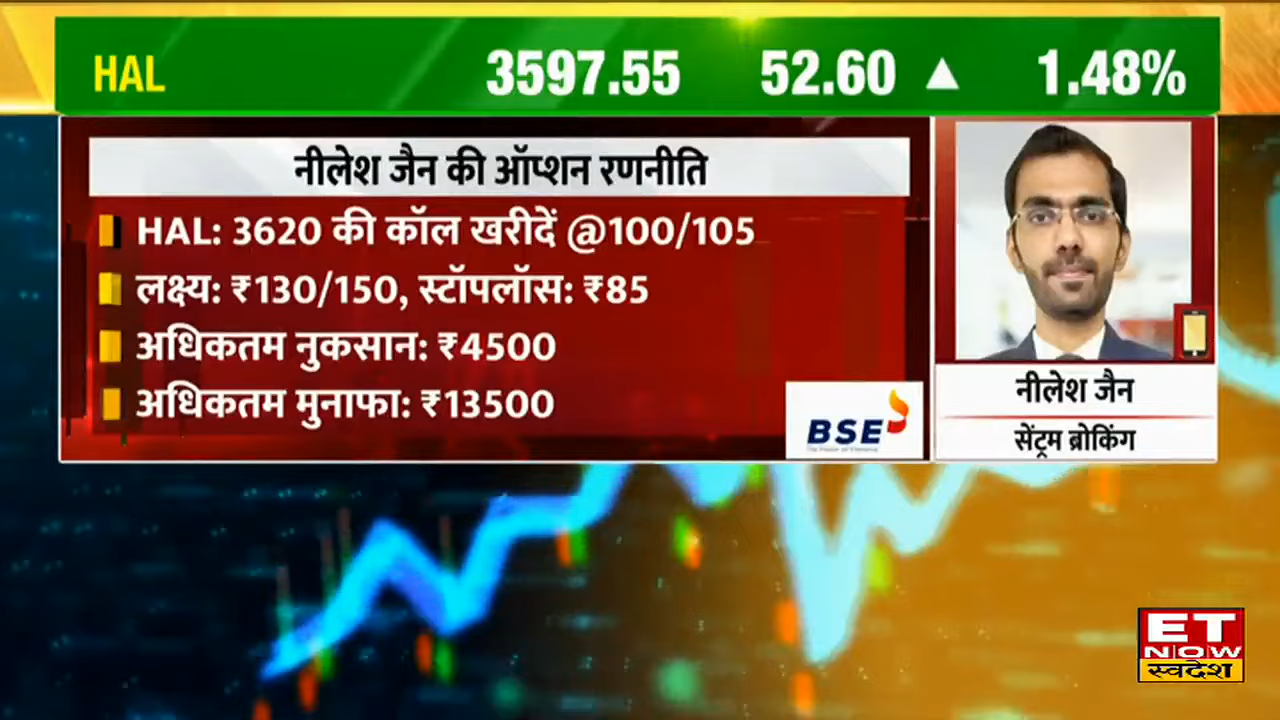 HAL 3597.55 52.60 ▲ 1.48%
नीलेश जैन की ऑप्शन रणनीति
HAL: 3620 की कॉल खरीदें @100/105
लक्ष्य: ₹130/150, स्टॉपलॉस: ₹85
अधिकतम नुकसान: ₹4500
अधिकतम मुनाफा: ₹13500
BSE
नीलेश जैन
सेंट्रम ब्रोकिंग
ET
NOW
स्वदेश